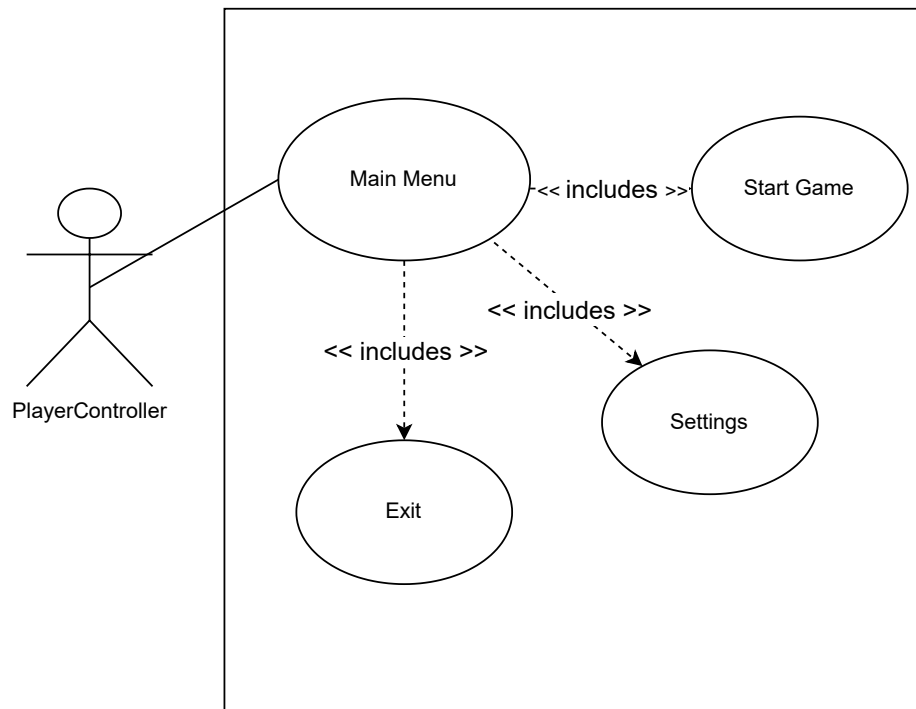 Main Menu
<< includes >>
Start Game
<< includes >>
<< includes >>
PlayerController
Settings
Exit